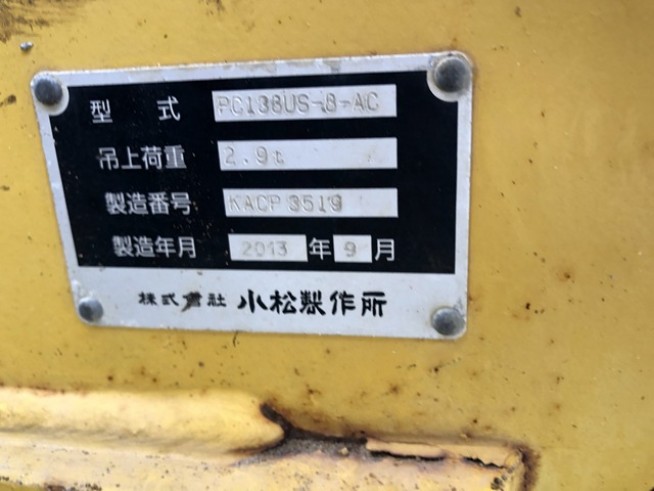 型 式 PC138US-8-AC
吊上荷重 2.9t
製造番号 KACP 3519
製造年月 2013 年 9 月
株式會社 小松製作所